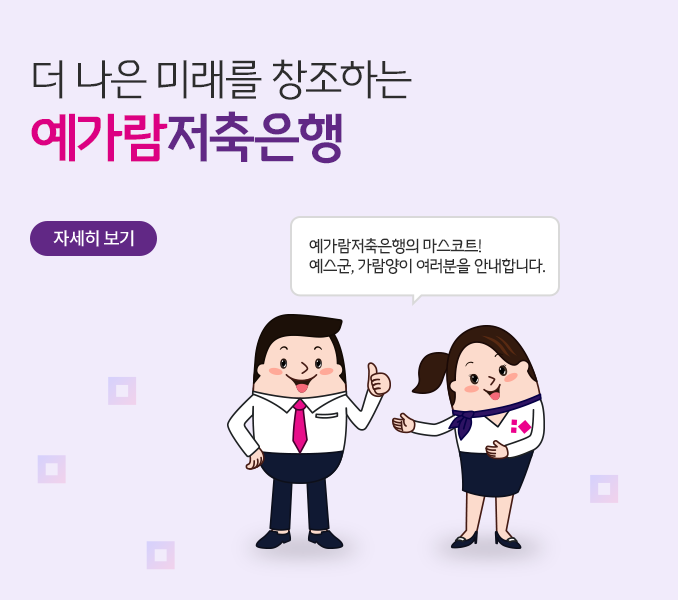 더 나은 미래를 창조하는
예가람저축은행
자세히 보기
예가람저축은행의 마스코트!
예스군, 가람양이 여러분을 안내합니다.